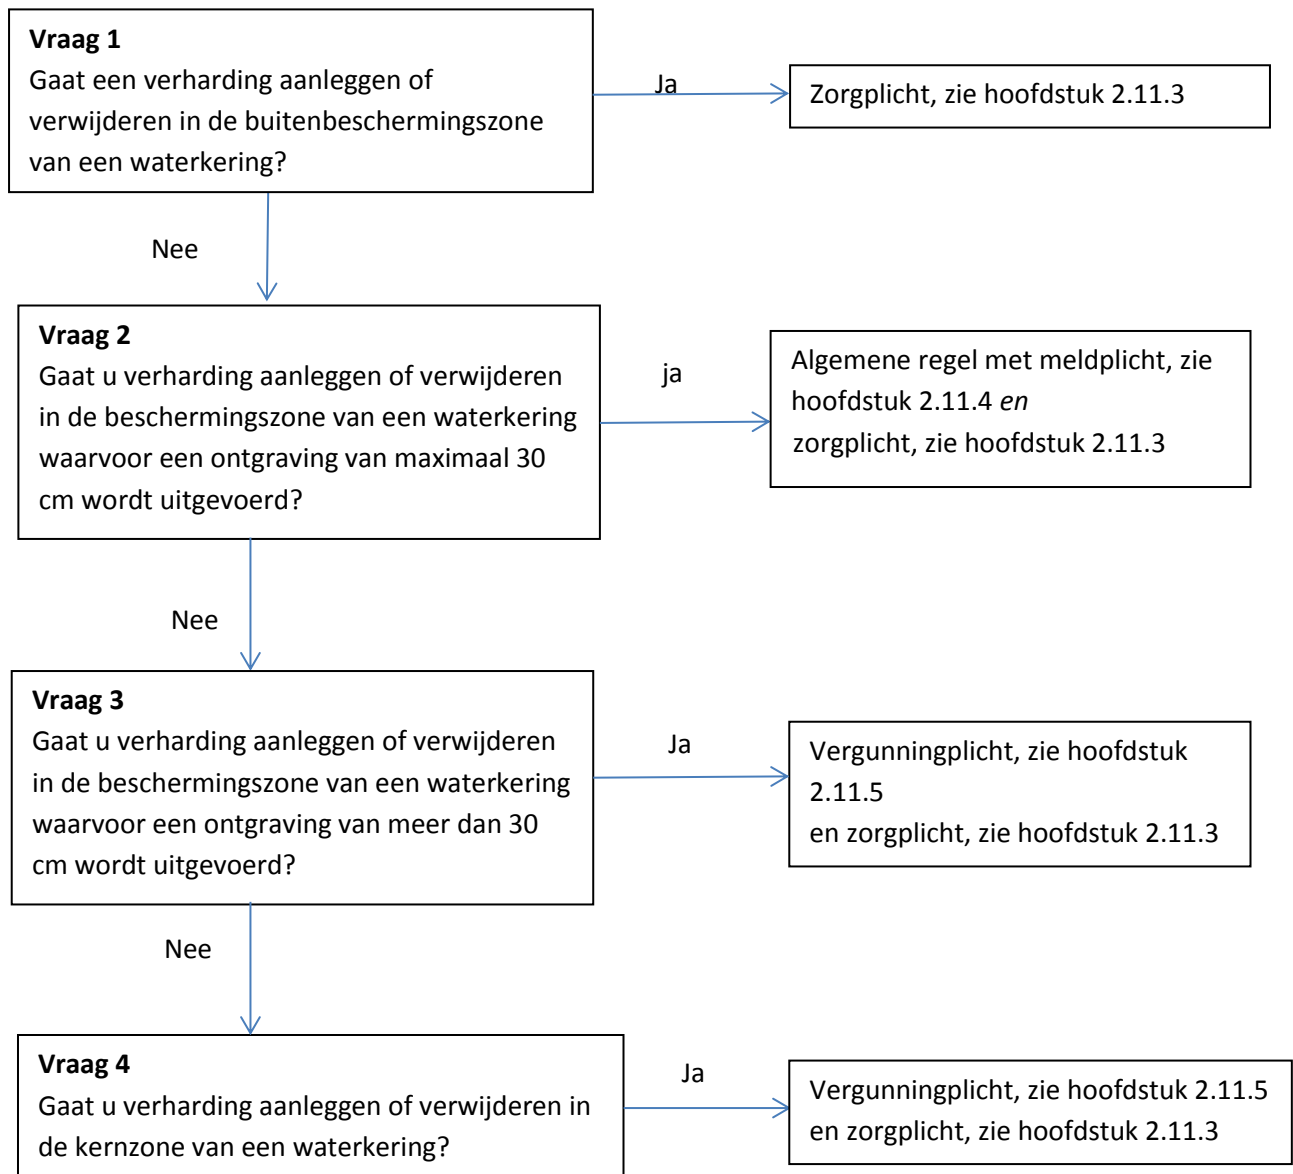 Vraag 1
Gaat een verharding aanleggen of
verwijderen in de buitenbeschermingszone
van een waterkering?
Ja
Zorgplicht, zie hoofdstuk 2.11.3
Nee
Vraag 2
Gaat u verharding aanleggen of verwijderen
in de beschermingszone van een waterkering
waarvoor een ontgraving van maximaal 30
cm wordt uitgevoerd?
ja
Algemene regel met meldplicht, zie
hoofdstuk 2.11.4 en
zorgplicht, zie hoofdstuk 2.11.3
Nee
Vraag 3
Gaat u verharding aanleggen of verwijderen
in de beschermingszone van een waterkering
waarvoor een ontgraving van meer dan 30
cm wordt uitgevoerd?
Ja
Vergunningplicht, zie hoofdstuk
2.11.5
en zorgplicht, zie hoofdstuk 2.11.3
Nee
Vraag 4
Gaat u verharding aanleggen of verwijderen in
de kernzone van een waterkering?
Ja
Vergunningplicht, zie hoofdstuk 2.11.5
en zorgplicht, zie hoofdstuk 2.11.3